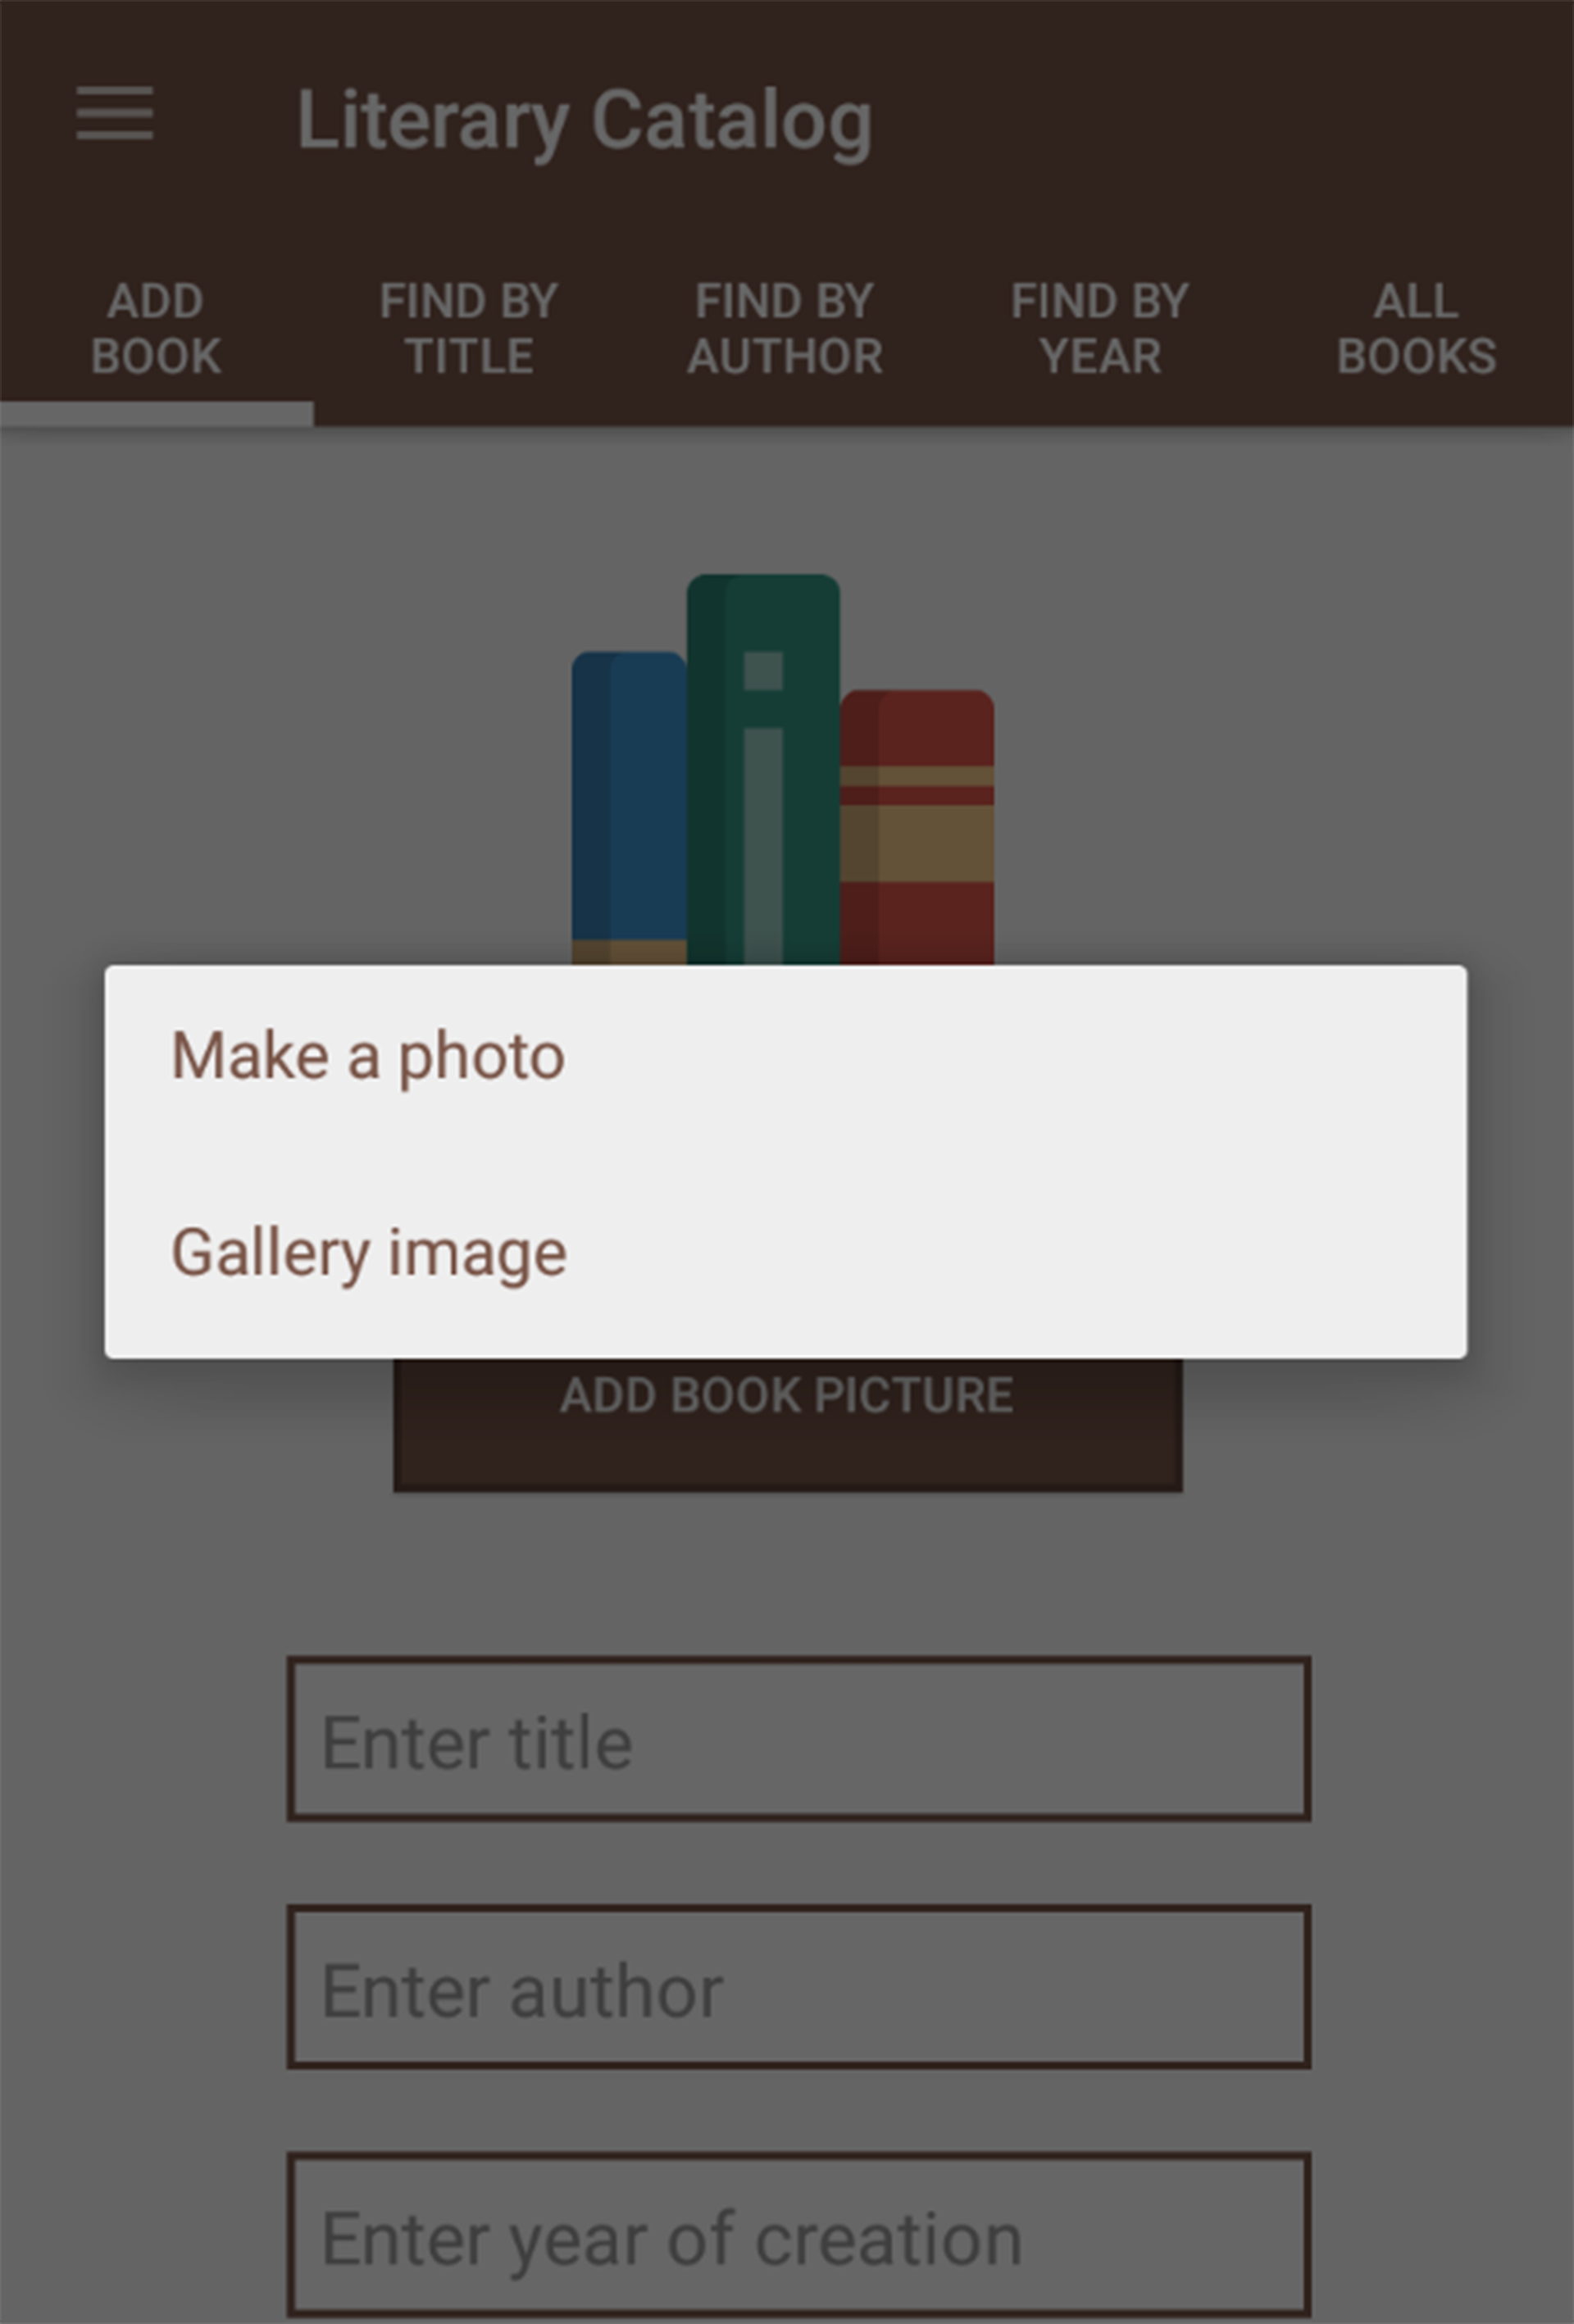 Literary Catalog
ADD
BOOK
FIND BY
TITLE
FIND BY
AUTHOR
FIND BY
YEAR
ALL
BOOKS
Make a photo
Gallery image
ADD BOOK PICTURE
Enter title
Enter author
Enter year of creation